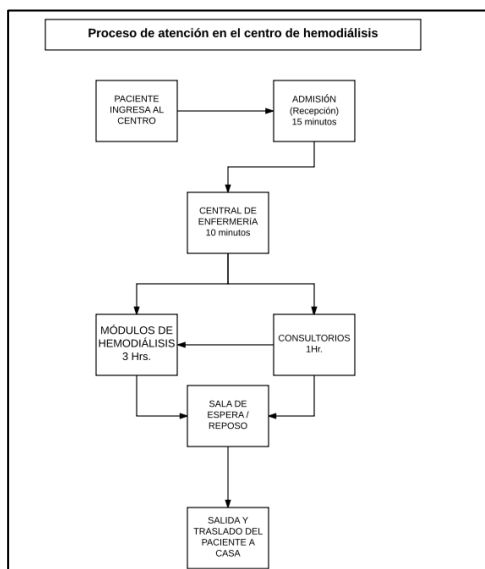 Proceso de atención en el centro de hemodiálisis
PACIENTE
INGRESA AL
CENTRO
ADMISIÓN
(Recepción)
15 minutos
CENTRAL DE
ENFERMERÍA
10 minutos
MÓDULOS DE
HEMODIÁLISIS
3 Hrs.
CONSULTORIOS
1Hr.
SALA DE
ESPERA /
REPOSO
SALIDA Y
TRASLADO DEL
PACIENTE A
CASA